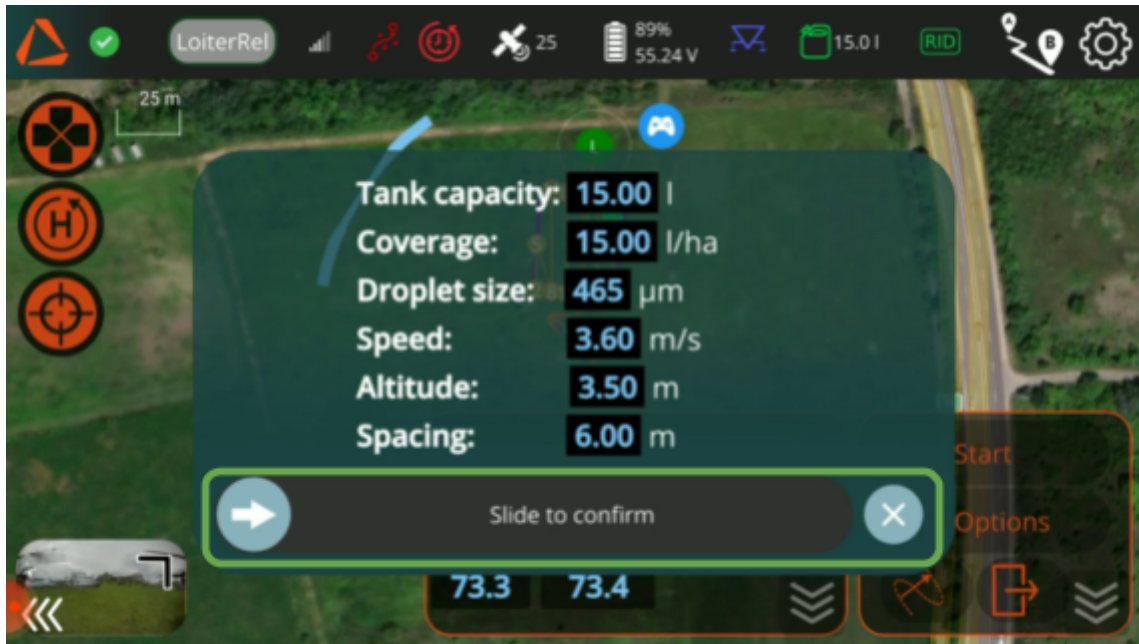 LoiterRel
25
89%
55.24 V
15.0 l
RID
A
B
25 m
L
H
Tank capacity: 15.00 l
Coverage: 15.00 l/ha
Droplet size: 465 µm
Speed: 3.60 m/s
Altitude: 3.50 m
Spacing: 6.00 m
Start
Slide to confirm
Options
73.3 73.4